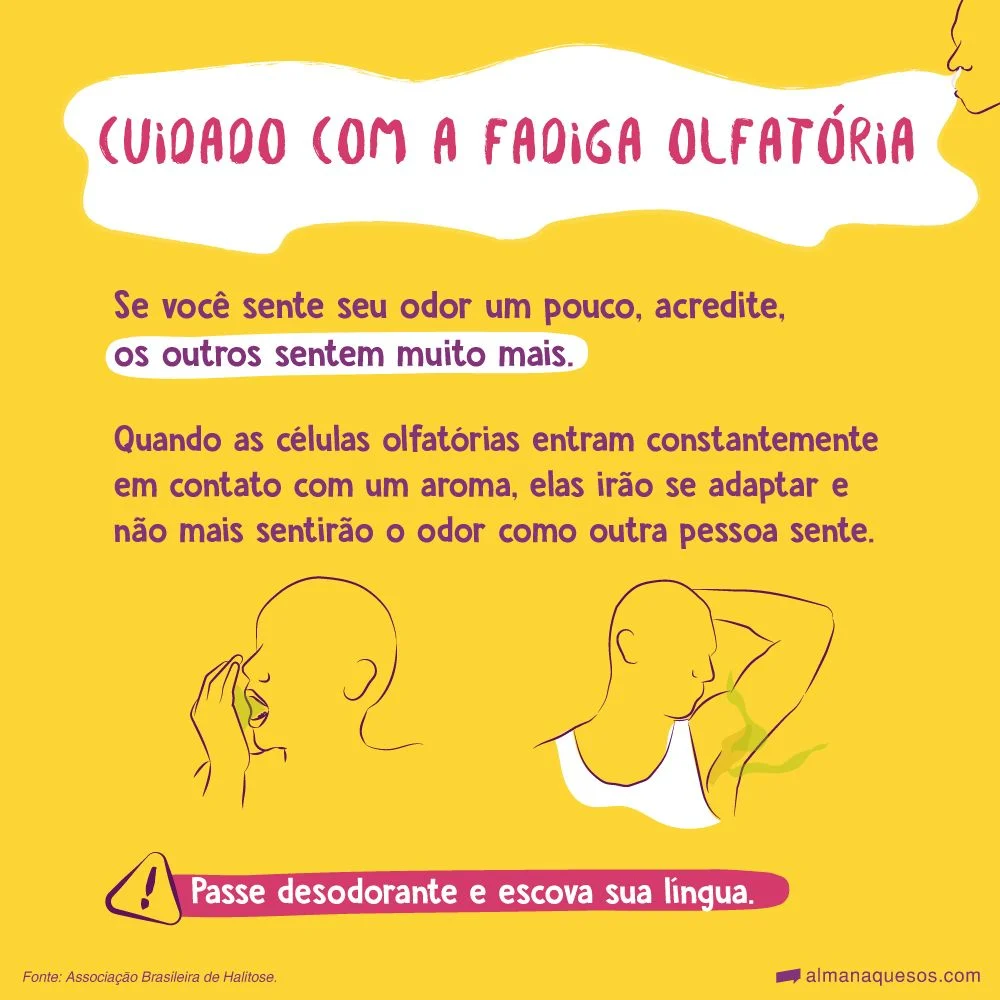 CUIDADO COM A FADIGA OLFATÓRIA
Se você sente seu odor um pouco, acredite,
os outros sentem muito mais.
Quando as células olfatórias entram constantemente
em contato com um aroma, elas irão se adaptar e
não mais sentirão o odor como outra pessoa sente.
!
Passe desodorante e escova sua língua.
Fonte: Associação Brasileira de Halitose.
almanaquesos.com